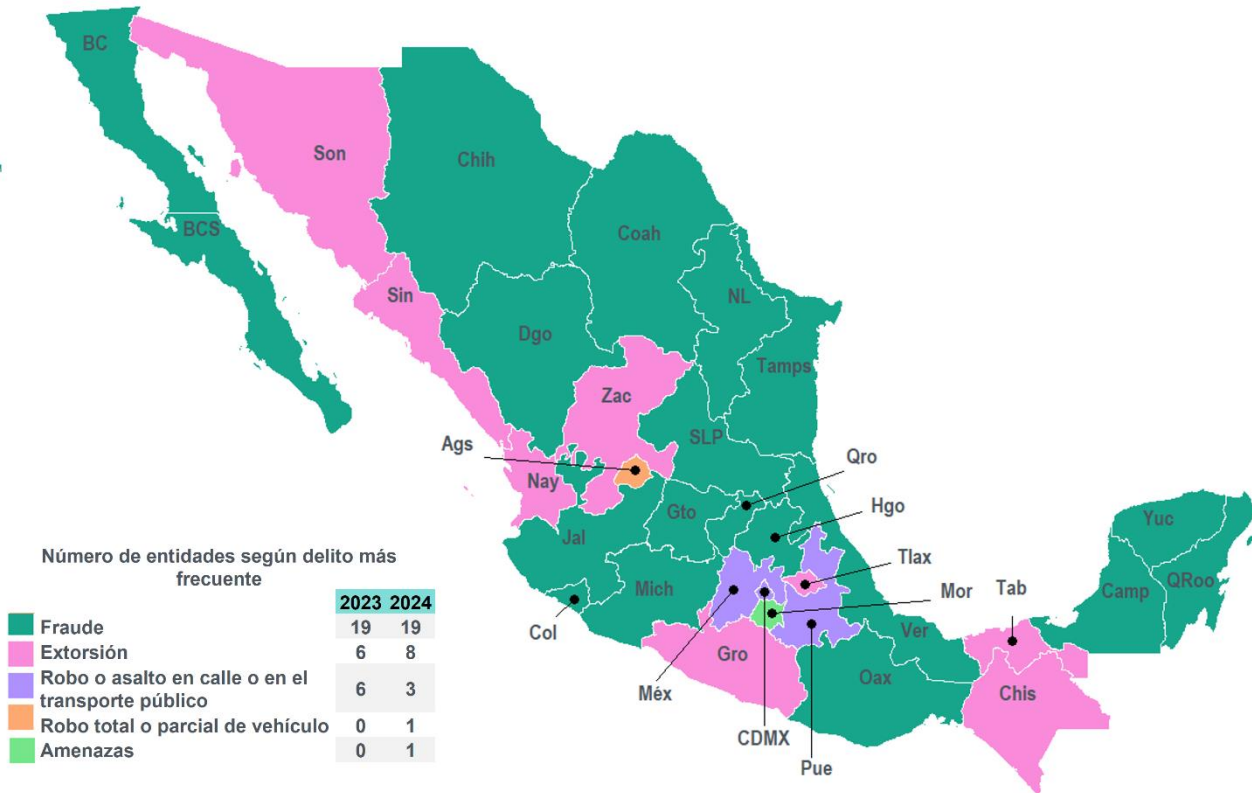 BC
Son
Chih
BCS
Coah
Sin
NL
Dgo
Tamps
Zac
Ags
SLP
Qro
Nay
Gto
Hgo
Yuc
Jal
Tlax
Camp
QRoo
Mich
Mor
Tab
Col
Ver
Gro
Oax
Chis
Méx
CDMX
Pue
Número de entidades según delito más
frecuente
2023 2024
Fraude 19 19
Extorsión 6 8
Robo o asalto en calle o en el
transporte público 6 3
Robo total o parcial de vehículo 0 1
Amenazas 0 1